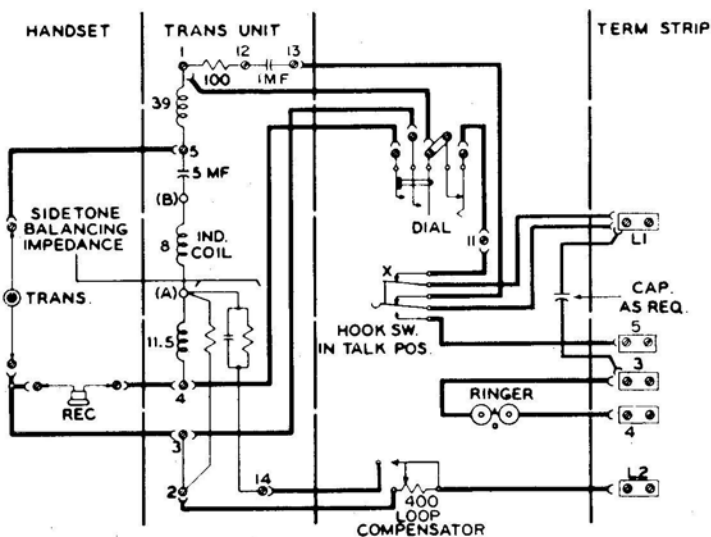 HANDSET
TRANS UNIT
TERM STRIP
1
12
13
100
1MF
39
5
5 MF
(B)
SIDETONE
BALANCING
IMPEDANCE
8
IND.
COIL
(A)
TRANS.
11.5
4
REC
3
2
14
DIAL
11
X
HOOK SW.
IN TALK POS.
L1
CAP.
AS REQ.
5
3
RINGER
4
L2
400
LOOP
COMPENSATOR